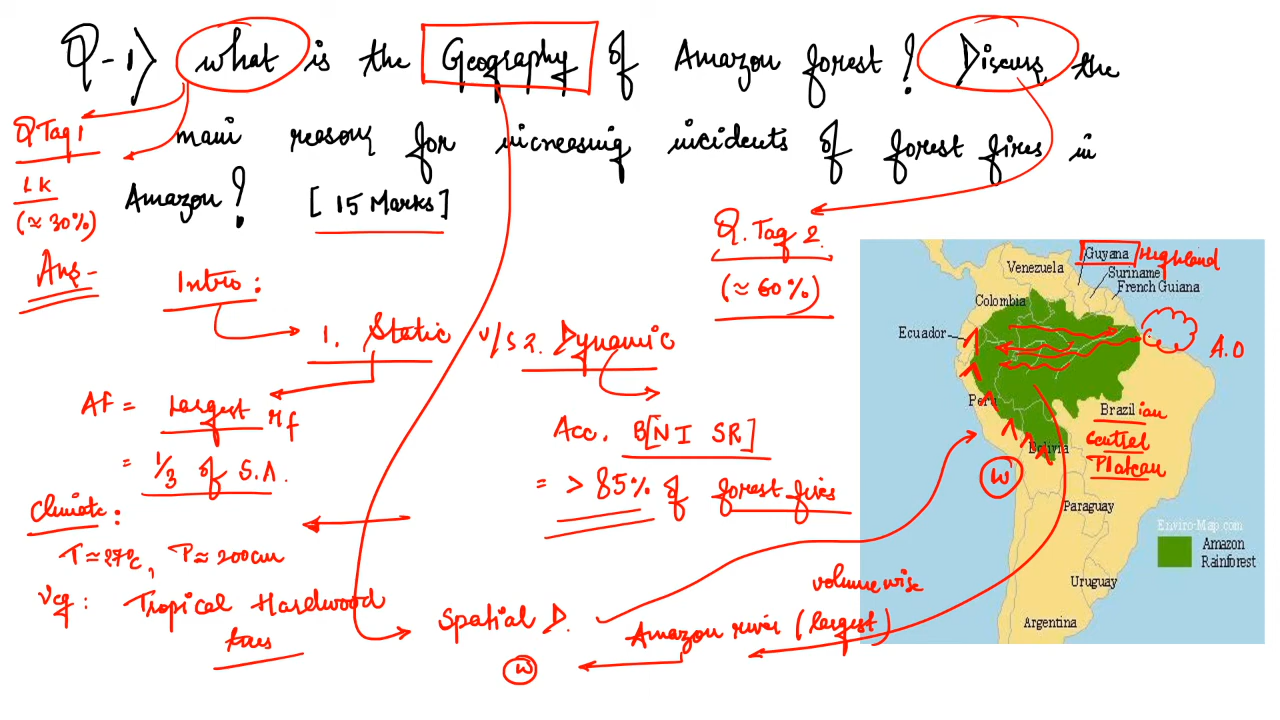 Q-1) what is the Geography of Amazon forest? Discuss the
main reasons for increasing incidents of forest fires in
Amazon? [15 Marks]
Q Tag 1
LK
(≈30%)
Q. Tag 2
(≈60%)
Ans-
Intro:
1. Static v/s 2. Dynamic
AF = Largest rf
= 1/3 of S.A.
Acc. B[NISR]
= > 85% of forest fires
Climate:
T≈27°C, P≈200cm
Veg: Tropical Hardwood
trees
Spatial D.
Amazon river (largest)
volume wise
W
Venezuela
Guyana Highland
Suriname
French Guiana
Colombia
Ecuador
A.O
Peru
Brazilian
Central
Plateau
Bolivia
W
Paraguay
Enviro-Map.com
Amazon
Rainforest
Uruguay
Argentina